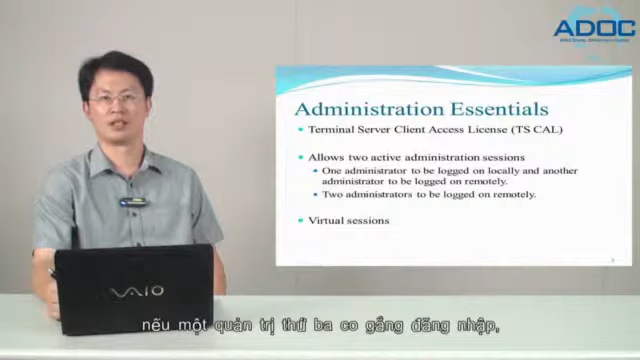 ADOC
Administration Essentials
Terminal Server Client Access License (TS CAL)
Allows two active administration sessions
One administrator to be logged on locally and another
administrator to be logged on remotely.
Two administrators to be logged on remotely.
Virtual sessions
VAIO
nếu một quản trị thứ ba co gắng đăng nhập,